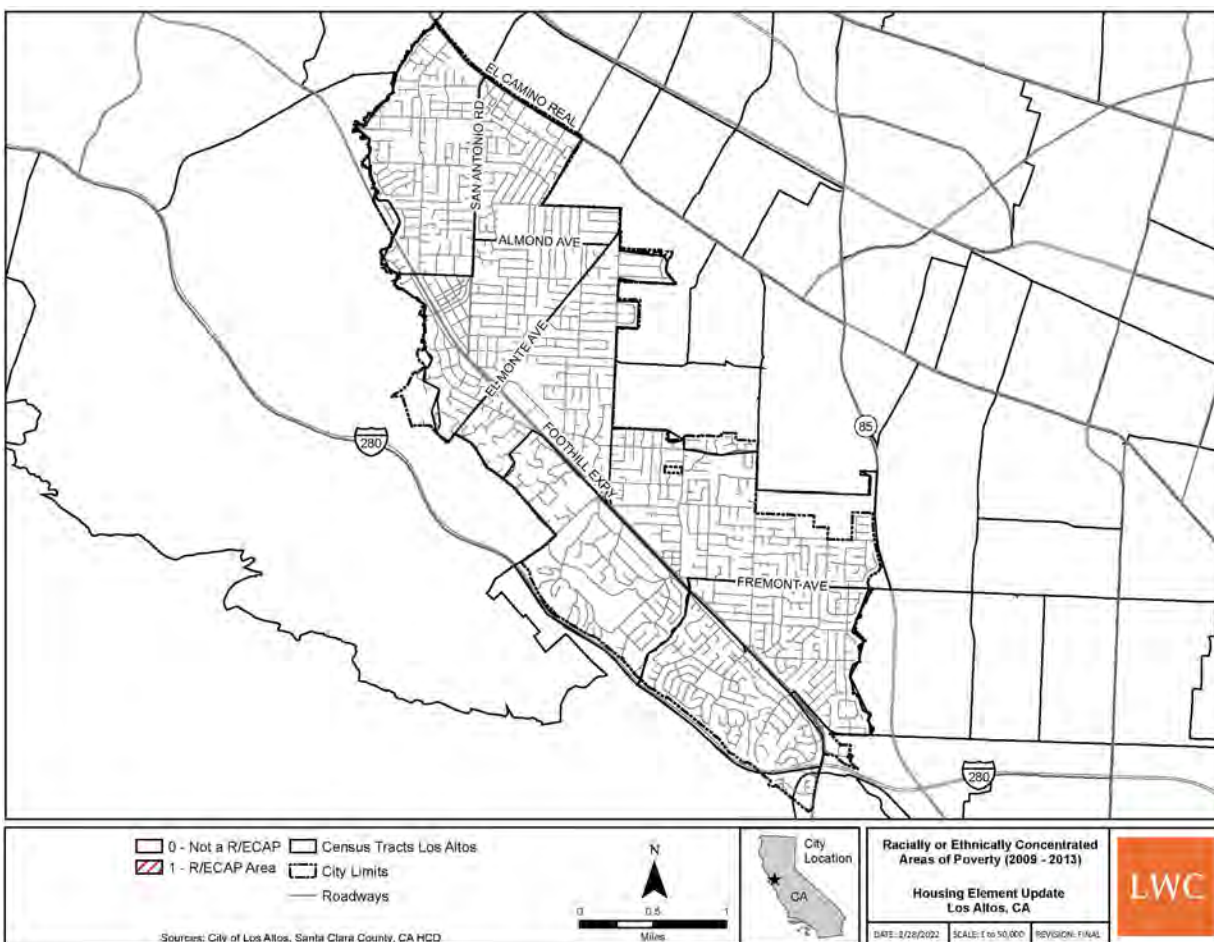 EL CAMINO REAL
SAN ANTONIO RD
ALMOND AVE
EL MONTE AVE
FOOTHILL EXPY
280
85
FREMONT AVE
280
0 - Not a R/ECAP
1 - R/ECAP Area
Census Tracts Los Altos
City Limits
Roadways
Sources: City of Los Altos, Santa Clara County, CA HCD
N
0 0.5 1
Miles
City
Location
CA
Racially or Ethnically Concentrated
Areas of Poverty (2009 - 2013)
Housing Element Update
Los Altos, CA
DATE: 2/28/2022 SCALE: 1 to 50,000 REVISION: FINAL
LWC